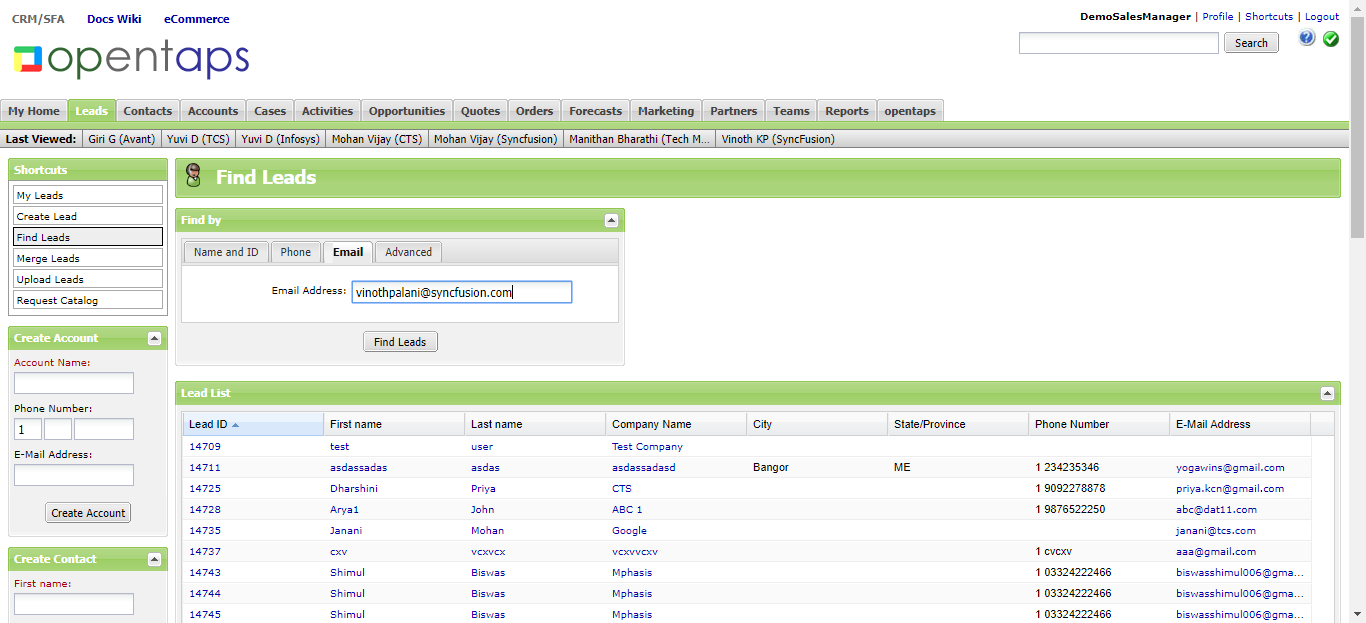 CRM/SFA Docs Wiki eCommerce
DemoSalesManager | Profile | Shortcuts | Logout
opentaps
Search
My Home Leads Contacts Accounts Cases Activities Opportunities Quotes Orders Forecasts Marketing Partners Teams Reports opentaps
Last Viewed: Giri G (Avant) Yuvi D (TCS) Yuvi D (Infosys) Mohan Vijay (CTS) Mohan Vijay (Syncfusion) Manithan Bharathi (Tech M... Vinoth KP (SyncFusion)
Shortcuts
My Leads
Create Lead
Find Leads
Merge Leads
Upload Leads
Request Catalog
Create Account
Account Name:
Phone Number:
1
E-Mail Address:
Create Account
Create Contact
First name:
Find Leads
Find by
Name and ID Phone Email Advanced
Email Address: vinothpalani@syncfusion.com
Find Leads
Lead List
Lead ID First name Last name Company Name City State/Province Phone Number E-Mail Address
14709 test user Test Company
14711 asdassadas asdas asdassadasd Bangor ME 1 234235346 yogawins@gmail.com
14725 Dharshini Priya CTS 1 9092278878 priya.kcn@gmail.com
14728 Arya1 John ABC 1 1 9876522250 abc@dat11.com
14735 Janani Mohan Google janani@tcs.com
14737 cxv vcxvcx vcxvvcxv 1 cvcxv aaa@gmail.com
14743 Shimul Biswas Mphasis 1 03324222466 biswasshimul006@gma...
14744 Shimul Biswas Mphasis 1 03324222466 biswasshimul006@gma...
14745 Shimul Biswas Mphasis 1 03324222466 biswasshimul006@gma...